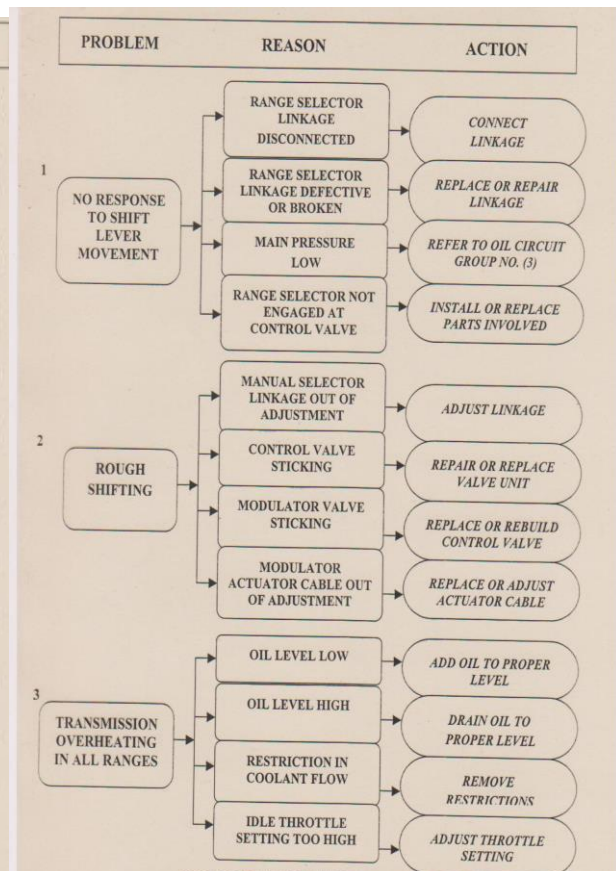 PROBLEM REASON ACTION
1
NO RESPONSE
TO SHIFT
LEVER
MOVEMENT
RANGE SELECTOR
LINKAGE
DISCONNECTED
CONNECT
LINKAGE
RANGE SELECTOR
LINKAGE DEFECTIVE
OR BROKEN
REPLACE OR REPAIR
LINKAGE
MAIN PRESSURE
LOW
REFER TO OIL CIRCUIT
GROUP NO. (3)
RANGE SELECTOR NOT
ENGAGED AT
CONTROL VALVE
INSTALL OR REPLACE
PARTS INVOLVED
2
ROUGH
SHIFTING
MANUAL SELECTOR
LINKAGE OUT OF
ADJUSTMENT
ADJUST LINKAGE
CONTROL VALVE
STICKING
REPAIR OR REPLACE
VALVE UNIT
MODULATOR VALVE
STICKING
REPLACE OR REBUILD
CONTROL VALVE
MODULATOR
ACTUATOR CABLE OUT
OF ADJUSTMENT
REPLACE OR ADJUST
ACTUATOR CABLE
3
TRANSMISSION
OVERHEATING
IN ALL RANGES
OIL LEVEL LOW
ADD OIL TO PROPER
LEVEL
OIL LEVEL HIGH
DRAIN OIL TO
PROPER LEVEL
RESTRICTION IN
COOLANT FLOW
REMOVE
RESTRICTIONS
IDLE THROTTLE
SETTING TOO HIGH
ADJUST THROTTLE
SETTING